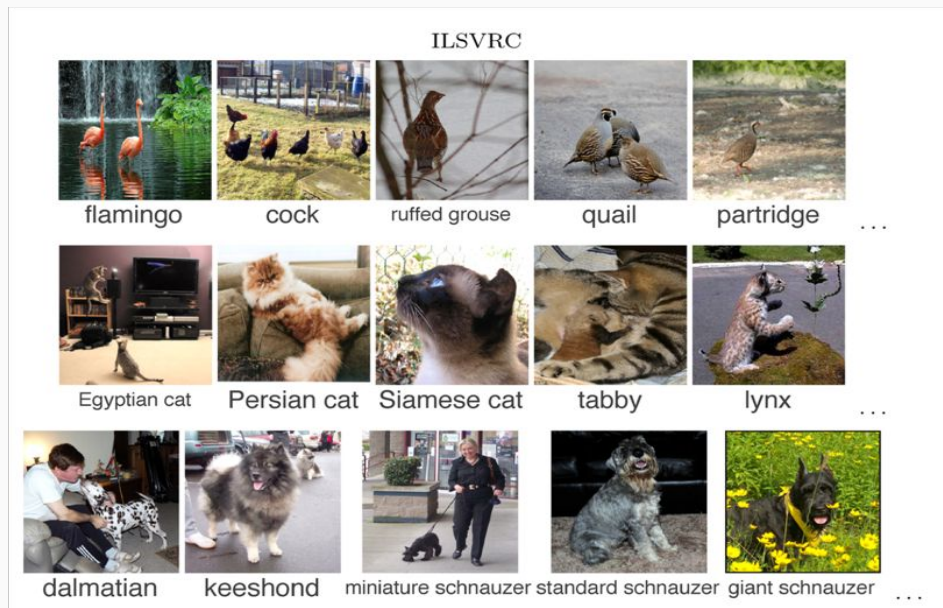 ILSVRC
flamingo cock ruffed grouse quail partridge ...
Egyptian cat Persian cat Siamese cat tabby lynx ...
dalmatian keeshond miniature schnauzer standard schnauzer giant schnauzer ...